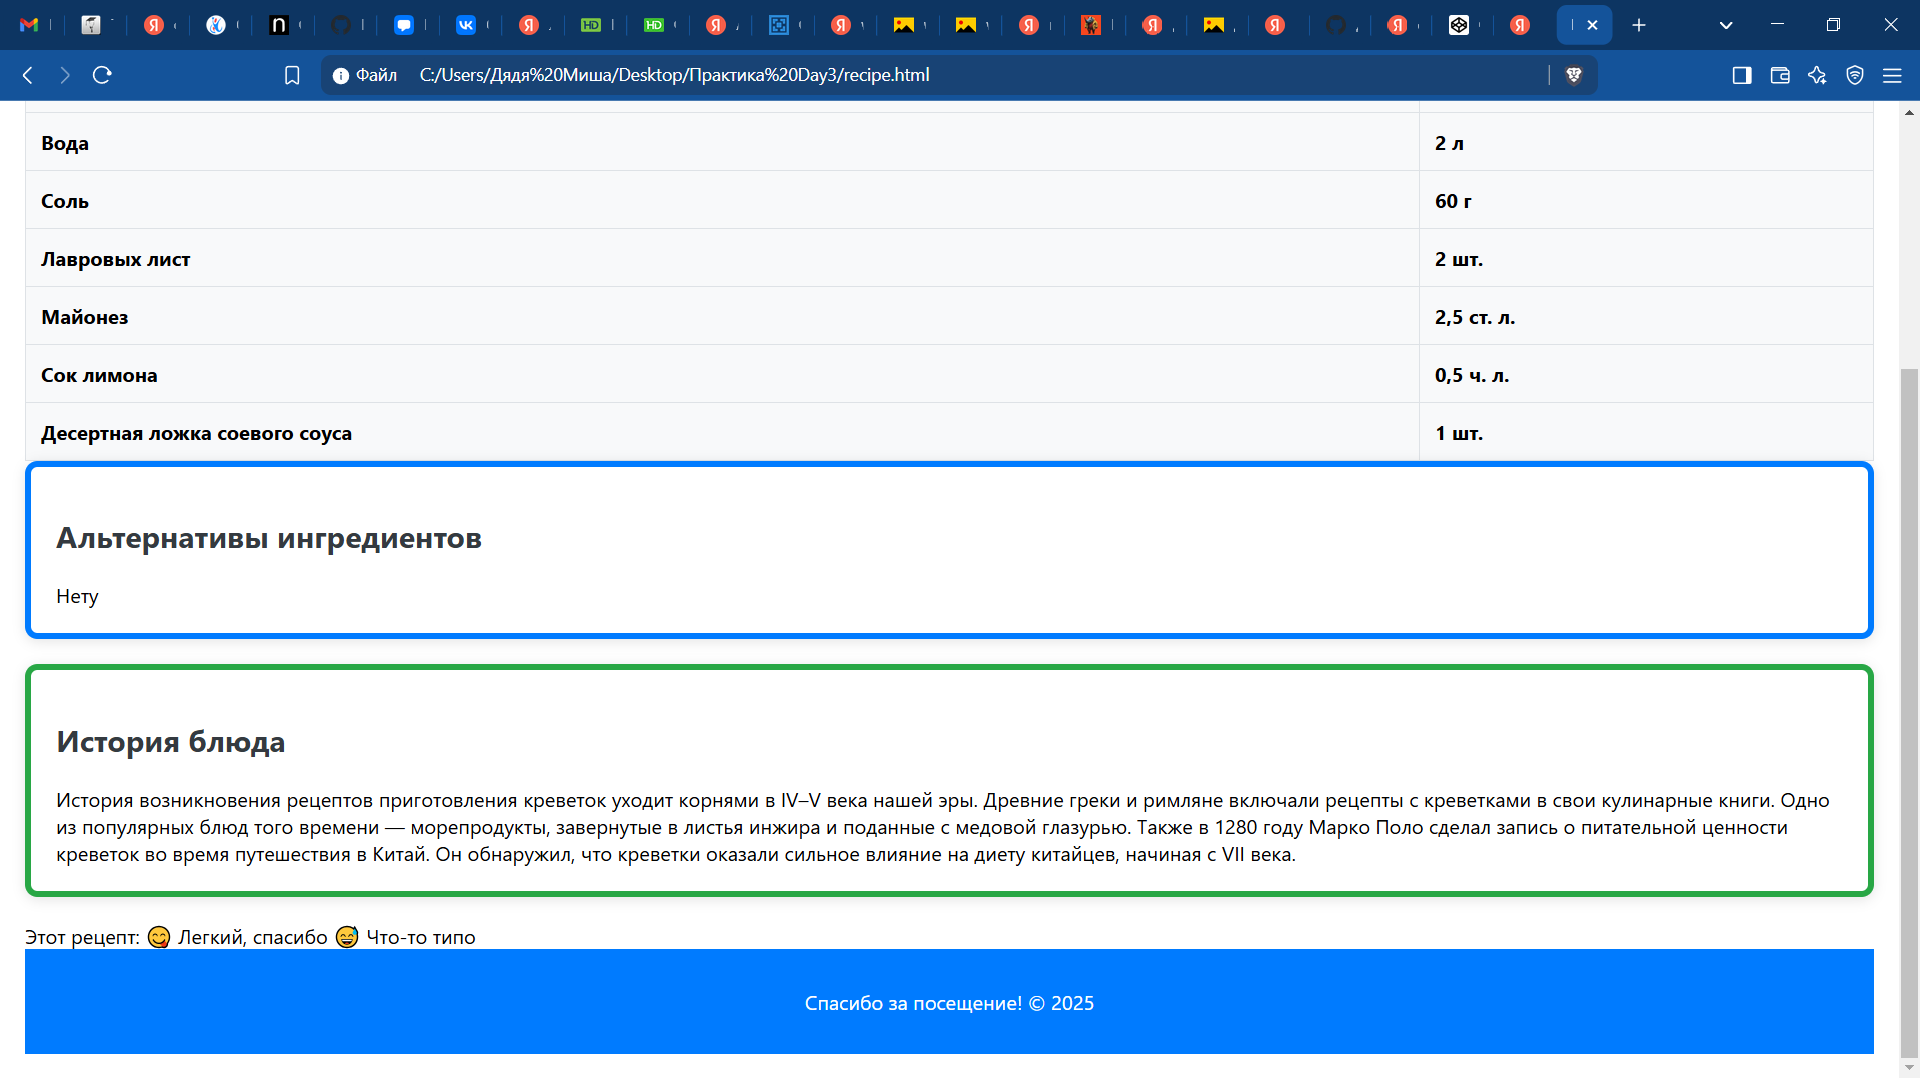 Файл C:/Users/Дядя%20Миша/Desktop/Практика%20Day3/recipe.html
Вода 2 л
Соль 60 г
Лавровых лист 2 шт.
Майонез 2,5 ст. л.
Сок лимона 0,5 ч. л.
Десертная ложка соевого соуса 1 шт.
Альтернативы ингредиентов
Нету
История блюда
История возникновения рецептов приготовления креветок уходит корнями в IV–V века нашей эры. Древние греки и римляне включали рецепты с креветками в свои кулинарные книги. Одно
из популярных блюд того времени — морепродукты, завернутые в листья инжира и поданные с медовой глазурью. Также в 1280 году Марко Поло сделал запись о питательной ценности
креветок во время путешествия в Китай. Он обнаружил, что креветки оказали сильное влияние на диету китайцев, начиная с VII века.
Этот рецепт: 😋 Легкий, спасибо 😅 Что-то типо
Спасибо за посещение! © 2025